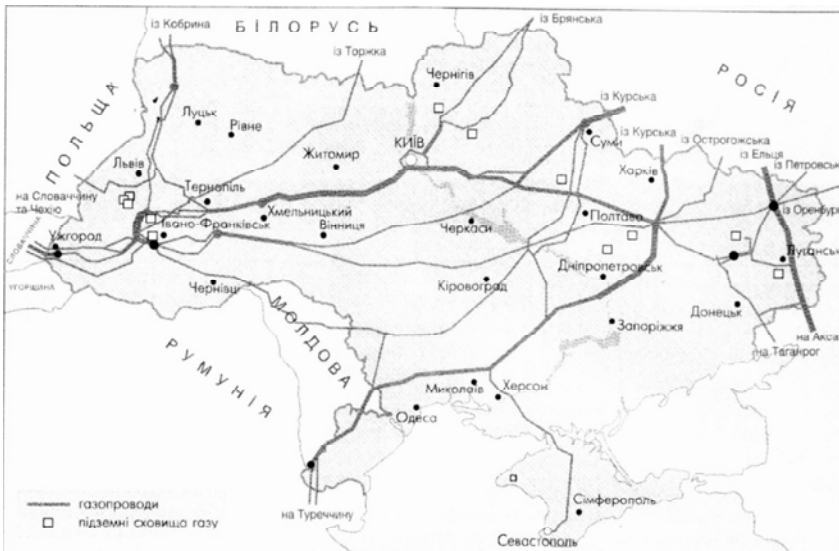 БІЛОРУСЬ
із Кобрина
із Брянська
із Торжка
Чернігів
РОСІЯ
ПОЛЬЩА
Луцьк
Рівне
із Курська
КИЇВ
Суми
із Курська
із Острогожська
Львів
Житомир
Харків
із Єльця
із Петровськ
на Словаччину
та Чехію
Тернопіль
із Оренбур
Хмельницький
Полтава
СЛОВАЧЧИНА
Ужгород
Івано-Франківськ
Вінниця
Черкаси
Луганськ
УГОРЩИНА
Чернівці
Кіровоград
Дніпропетровськ
Донецьк
МОЛДОВА
Запоріжжя
на Акса
на Таганрог
РУМУНІЯ
Миколаїв
Херсон
Одеса
газопроводи
підземні сховища газу
на Туреччину
Сімферополь
Севастополь